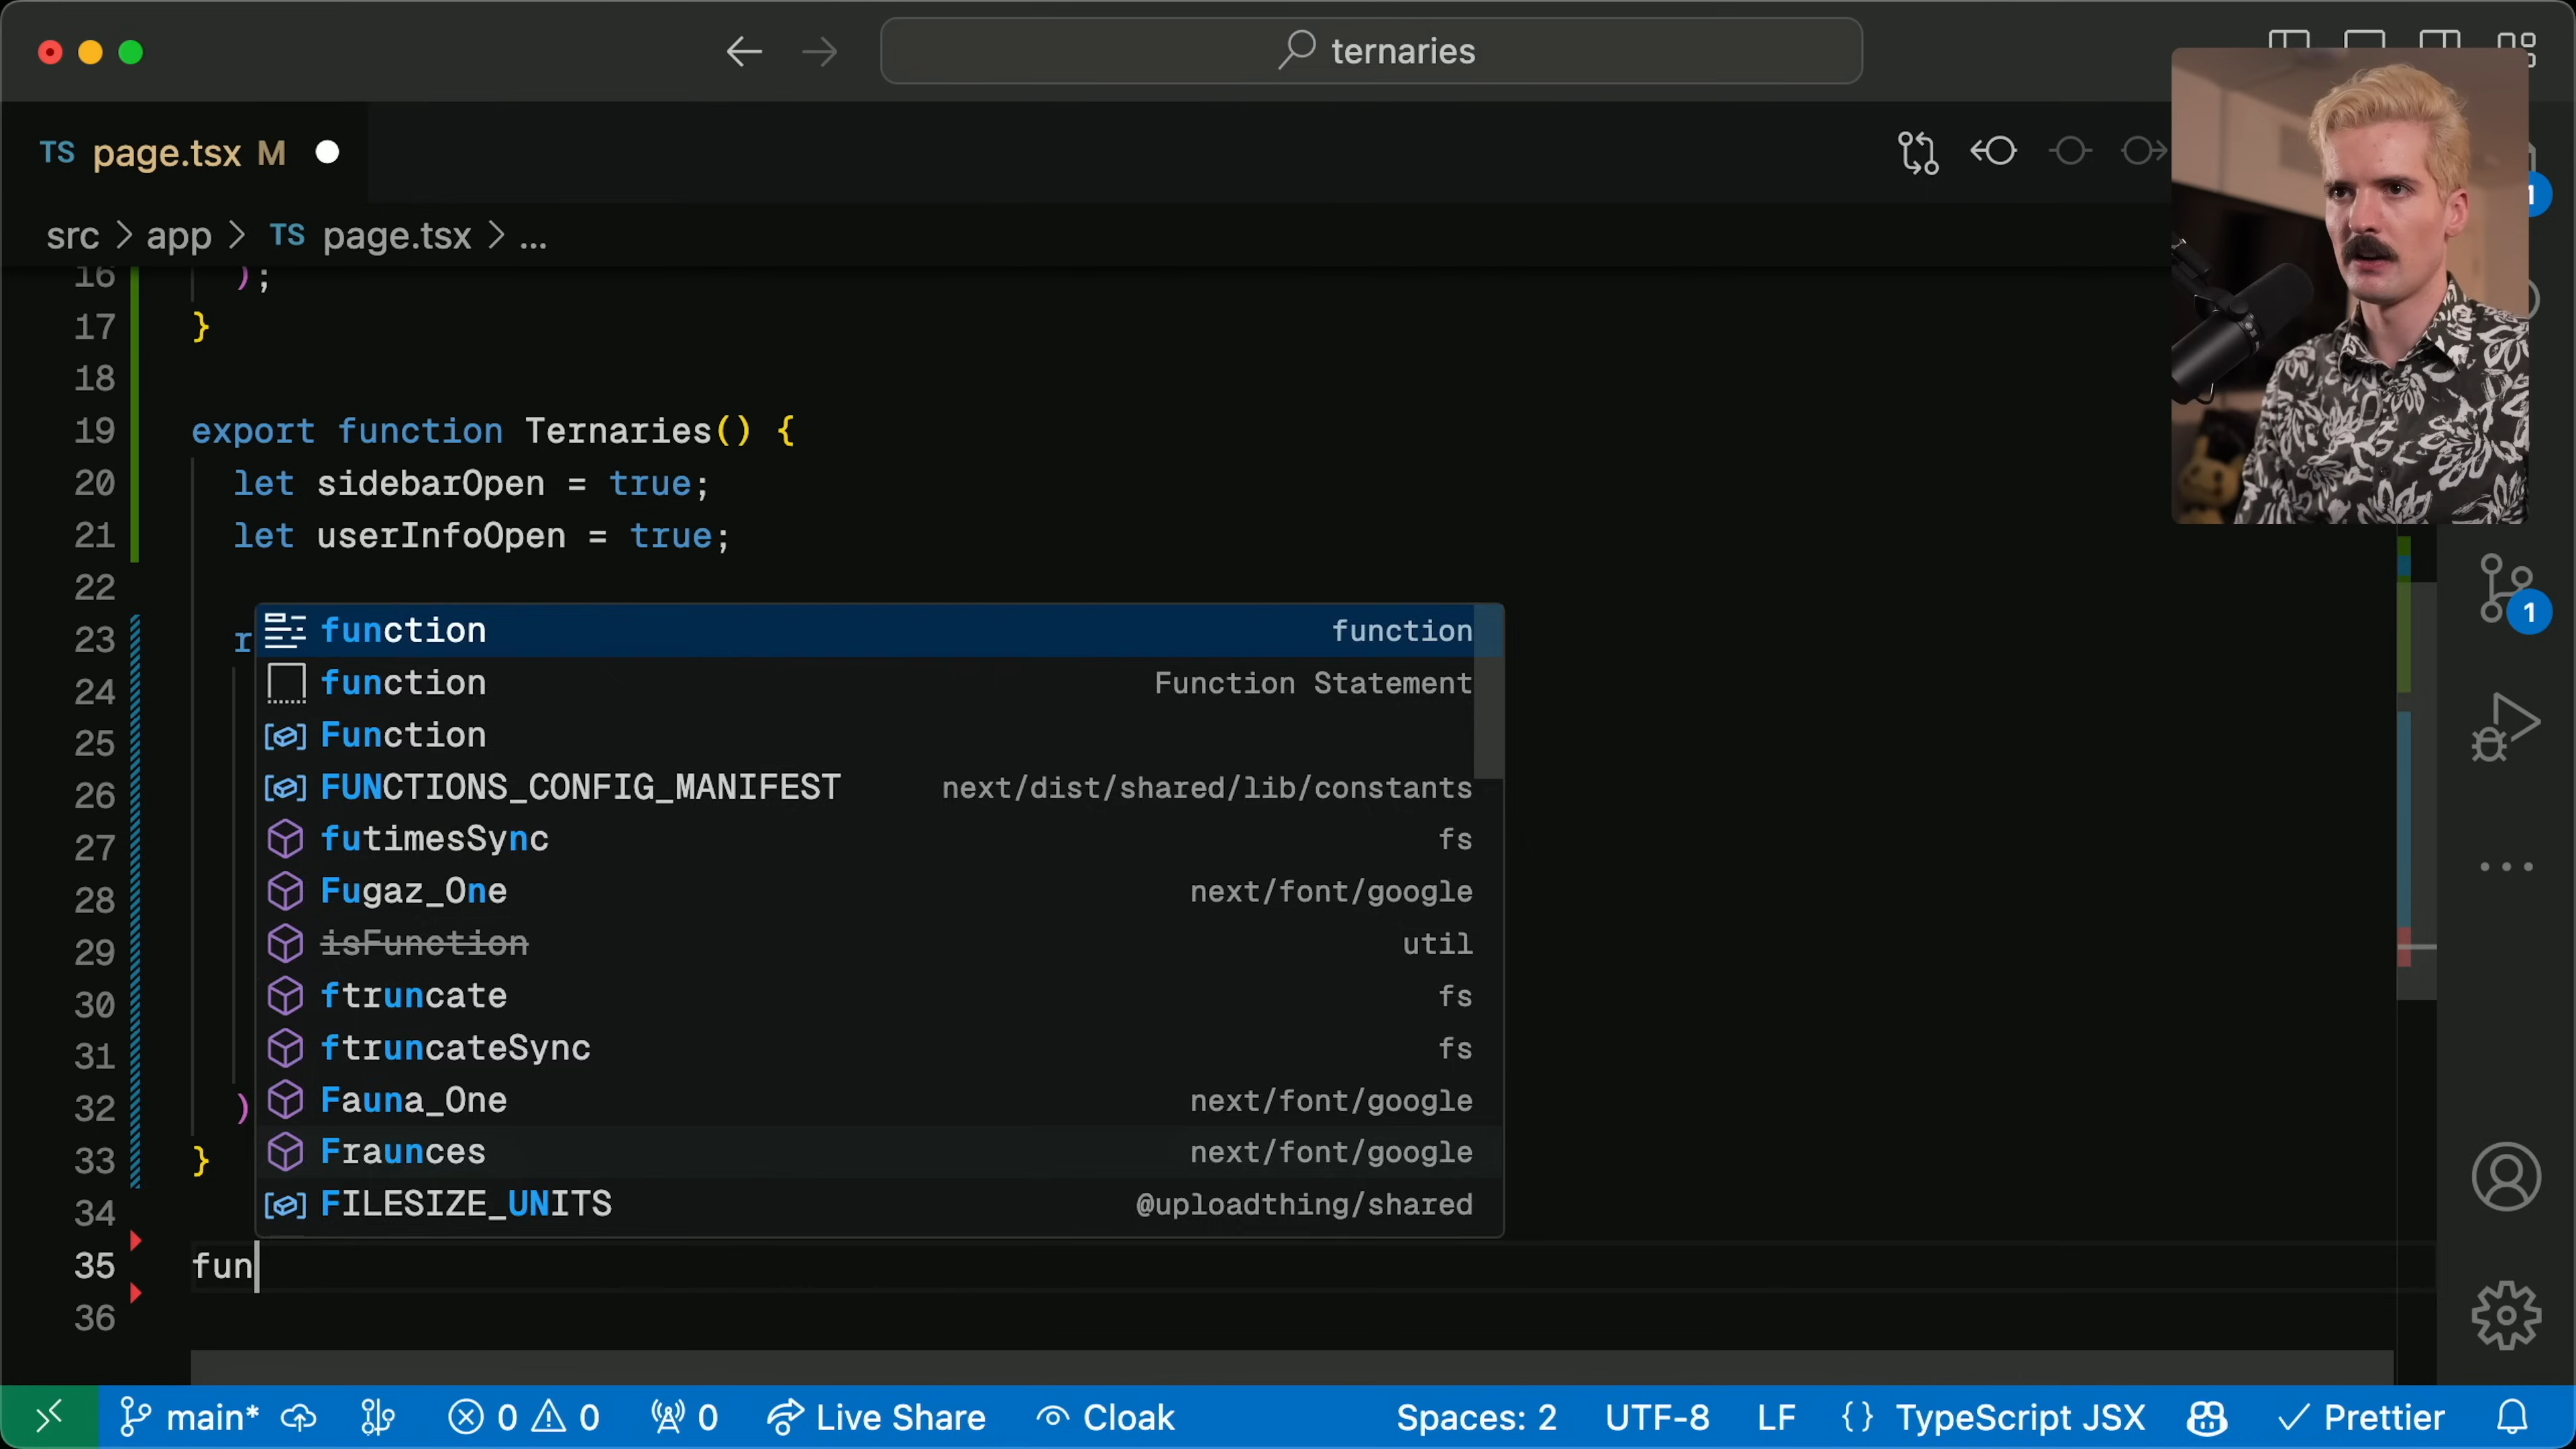 ternaries
TS page.tsx M
src > app > TS page.tsx > ...
16 );
17 }
18
19 export function Ternaries() {
20 let sidebarOpen = true;
21 let userInfoOpen = true;
22
23 r
function function
24
function Function Statement
25
Function
26
FUNCTIONS_CONFIG_MANIFEST next/dist/shared/lib/constants
27
futimesSync fs
28
Fugaz_One next/font/google
29
isFunction util
30
ftruncate fs
31
ftruncateSync fs
32 )
Fauna_One next/font/google
33 }
Fraunces next/font/google
34
FILESIZE_UNITS @uploadthing/shared
35 fun
36
1
main* 0 0 0 Live Share Cloak Spaces: 2 UTF-8 LF {} TypeScript JSX Prettier